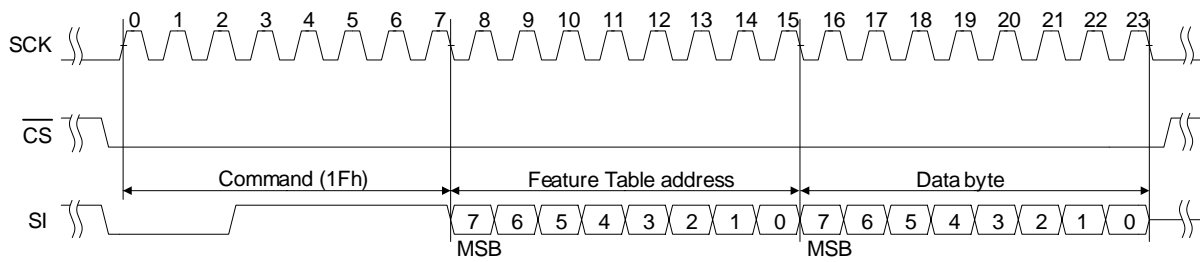 0 1 2 3 4 5 6 7 8 9 10 11 12 13 14 15 16 17 18 19 20 21 22 23
SCK
CS
Command (1Fh) Feature Table address Data byte
SI 7 6 5 4 3 2 1 0 7 6 5 4 3 2 1 0
MSB MSB